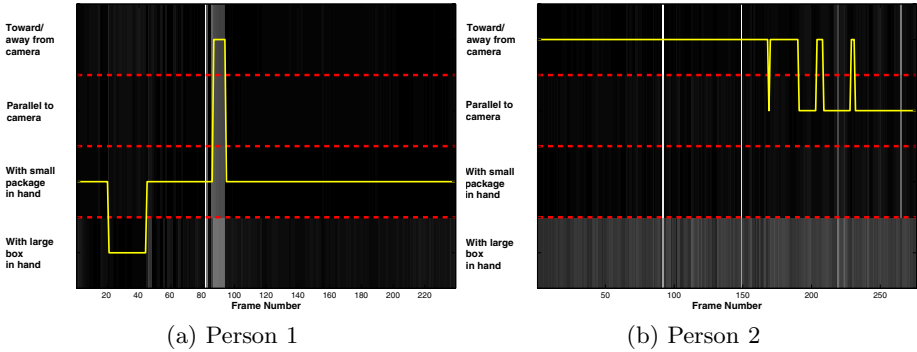 Toward/
away from
camera
Parallel to
camera
With small
package
in hand
With large
box
in hand
20 40 60 80 100 120 140 160 180 200 220
Frame Number
(a) Person 1
Toward/
away from
camera
Parallel to
camera
With small
package
in hand
With large
box
in hand
50 100 150 200 250
Frame Number
(b) Person 2